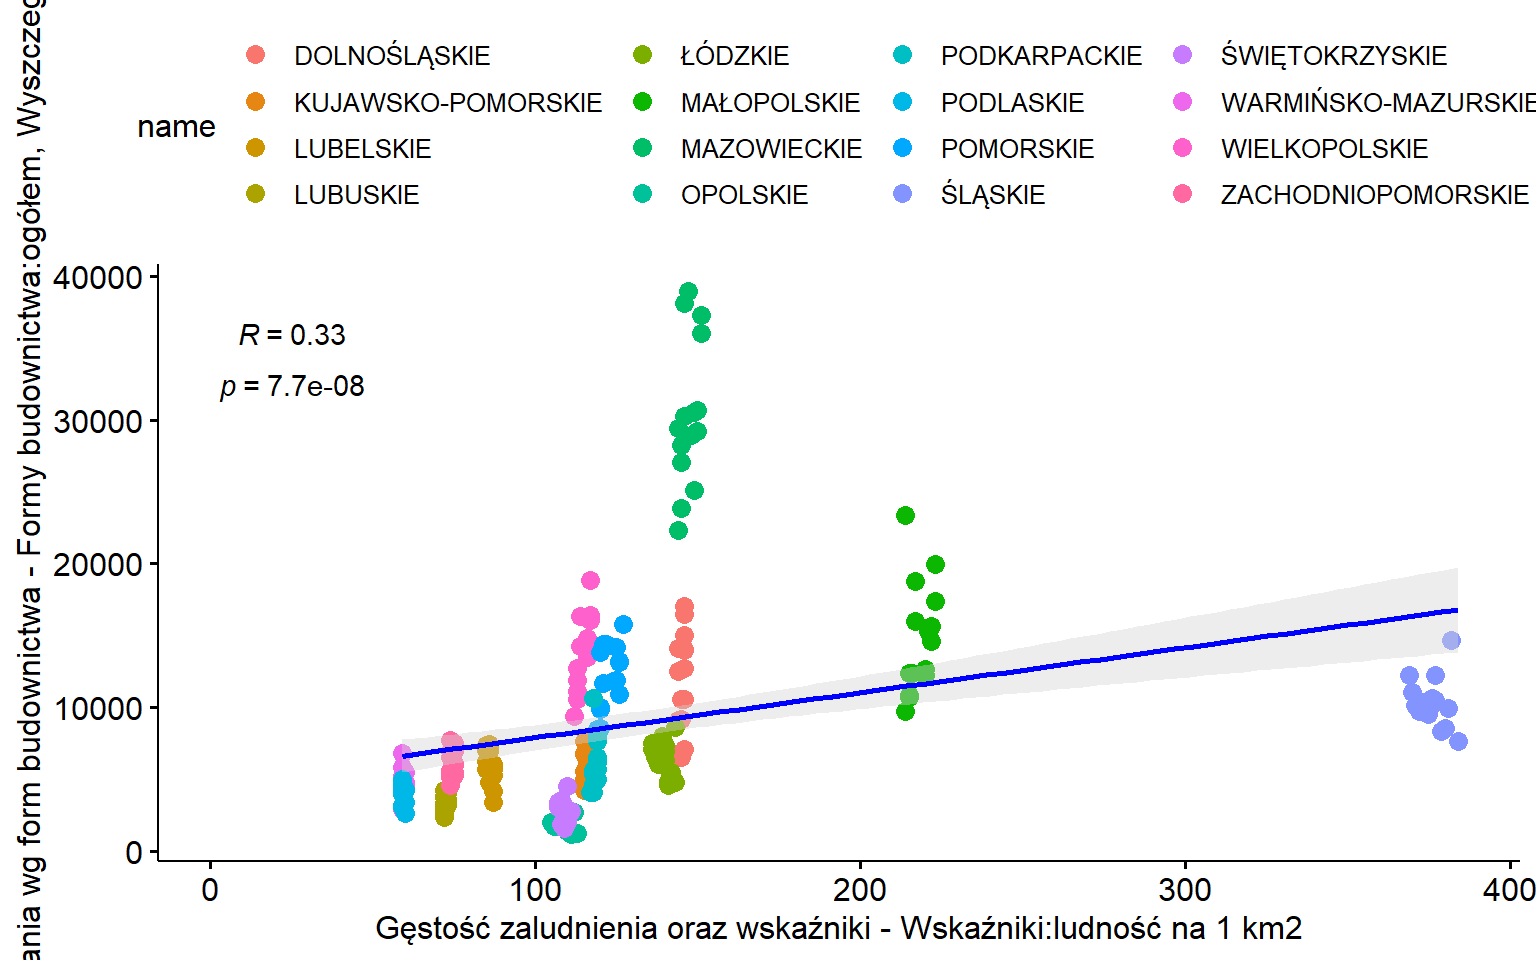 name
DOLNOŚLĄSKIE
KUJAWSKO-POMORSKIE
LUBELSKIE
LUBUSKIE
ŁÓDZKIE
MAŁOPOLSKIE
MAZOWIECKIE
OPOLSKIE
PODKARPACKIE
PODLASKIE
POMORSKIE
ŚLĄSKIE
ŚWIĘTOKRZYSKIE
WARMIŃSKO-MAZURSKIE
WIELKOPOLSKIE
ZACHODNIOPOMORSKIE
ania wg form budownictwa - Formy budownictwa:ogółem, Wyszczeg
40000
30000
20000
10000
0
R = 0.33
p = 7.7e-08
0 100 200 300 400
Gęstość zaludnienia oraz wskaźniki - Wskaźniki:ludność na 1 km2